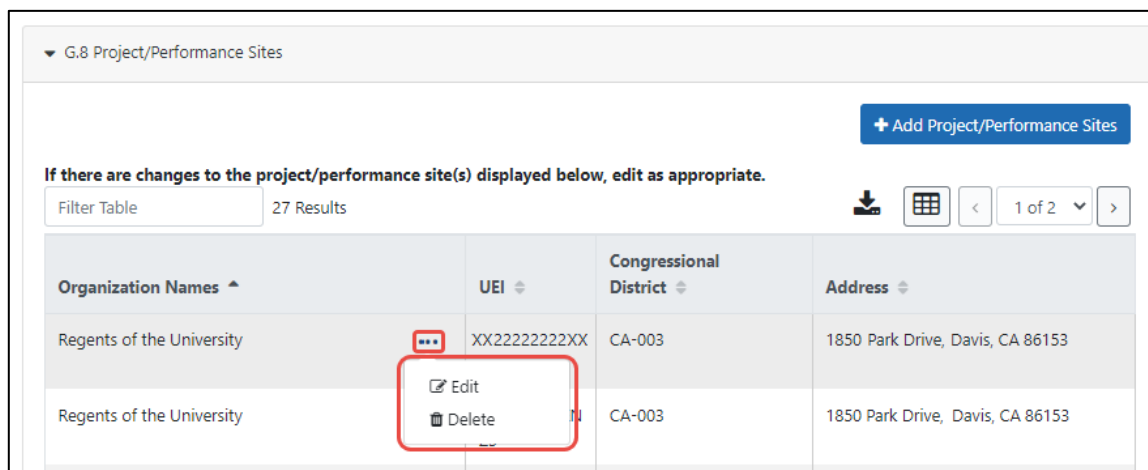 G.8 Project/Performance Sites
Add Project/Performance Sites
If there are changes to the project/performance site(s) displayed below, edit as appropriate.
Filter Table 27 Results 1 of 2
Organization Names UEI Congressional District Address
Regents of the University XX22222222XX CA-003 1850 Park Drive, Davis, CA 86153
Edit
Regents of the University CA-003 1850 Park Drive, Davis, CA 86153
Delete